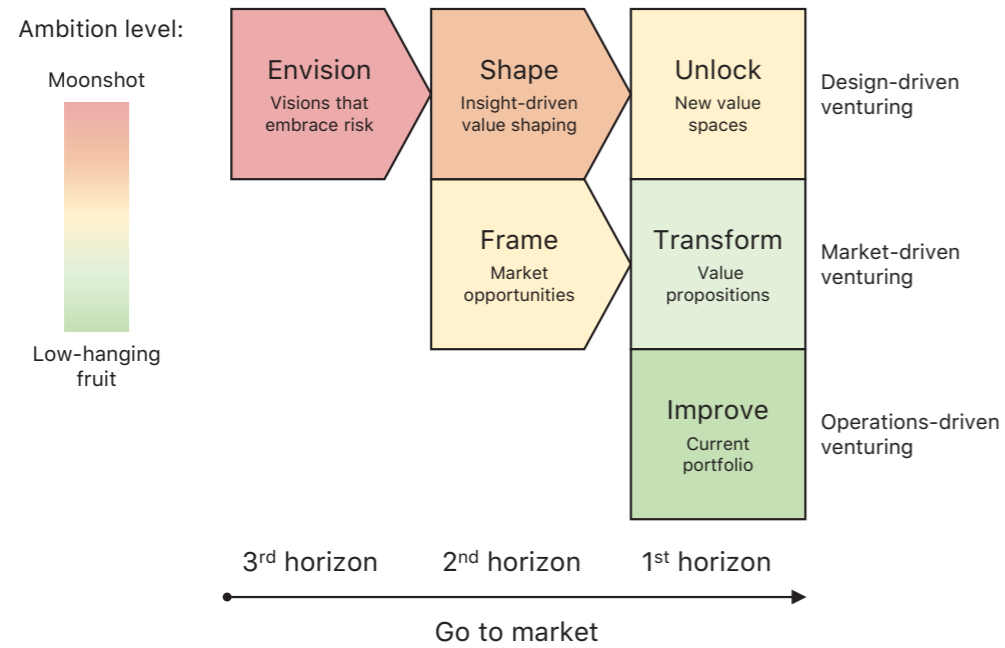 Ambition level:
Moonshot
Low-hanging
fruit
Envision
Visions that
embrace risk
Shape
Insight-driven
value shaping
Unlock
New value
spaces
Design-driven
venturing
Frame
Market
opportunities
Transform
Value
propositions
Market-driven
venturing
Improve
Current
portfolio
Operations-driven
venturing
3rd horizon
2nd horizon
1st horizon
Go to market